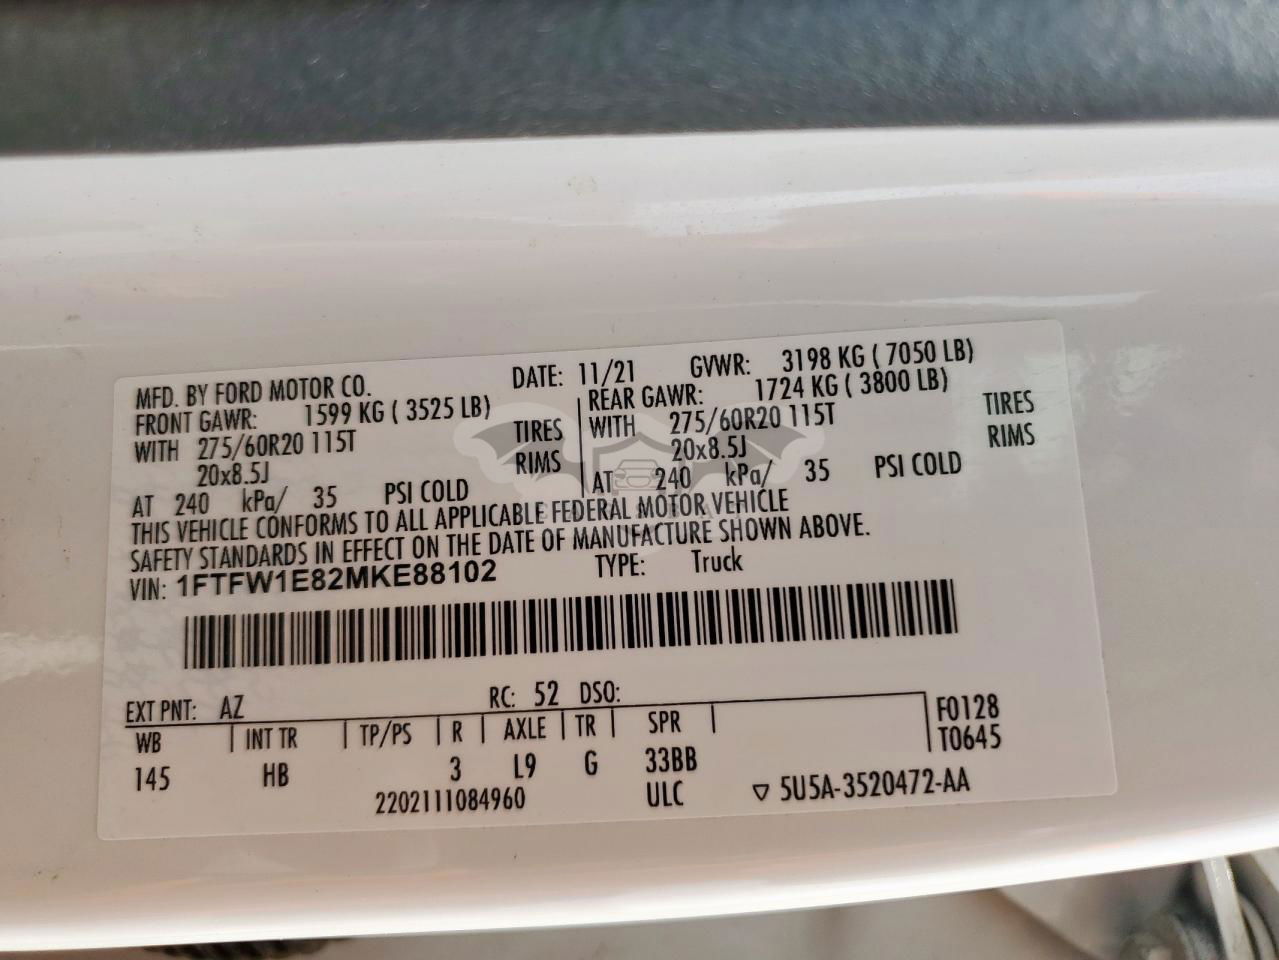 MFD. BY FORD MOTOR CO. DATE: 11/21 GVWR: 3198 KG ( 7050 LB)
FRONT GAWR: 1599 KG ( 3525 LB) REAR GAWR: 1724 KG ( 3800 LB)
WITH 275/60R20 115T TIRES WITH 275/60R20 115T TIRES
20x8.5J RIMS 20x8.5J RIMS
AT 240 kPa/ 35 PSI COLD AT 240 kPa/ 35 PSI COLD
THIS VEHICLE CONFORMS TO ALL APPLICABLE FEDERAL MOTOR VEHICLE
SAFETY STANDARDS IN EFFECT ON THE DATE OF MANUFACTURE SHOWN ABOVE.
VIN: 1FTFW1E82MKE88102 TYPE: Truck
EXT PNT: AZ RC: 52 DSO:
WB INT TR TP/PS R AXLE TR SPR F0128
T0645
145 HB 3 L9 G 33BB
2202111084960 ULC ▽ 5U5A-3520472-AA